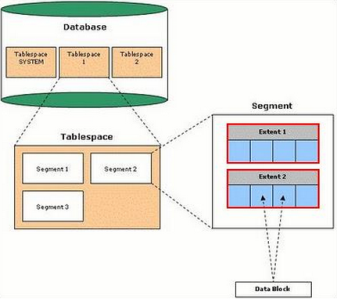 Database
Tablespace
SYSTEM
Tablespace
1
Tablespace
2
Tablespace
Segment 1
Segment 2
Segment 3
Segment
Extent 1
Extent 2
Data Block